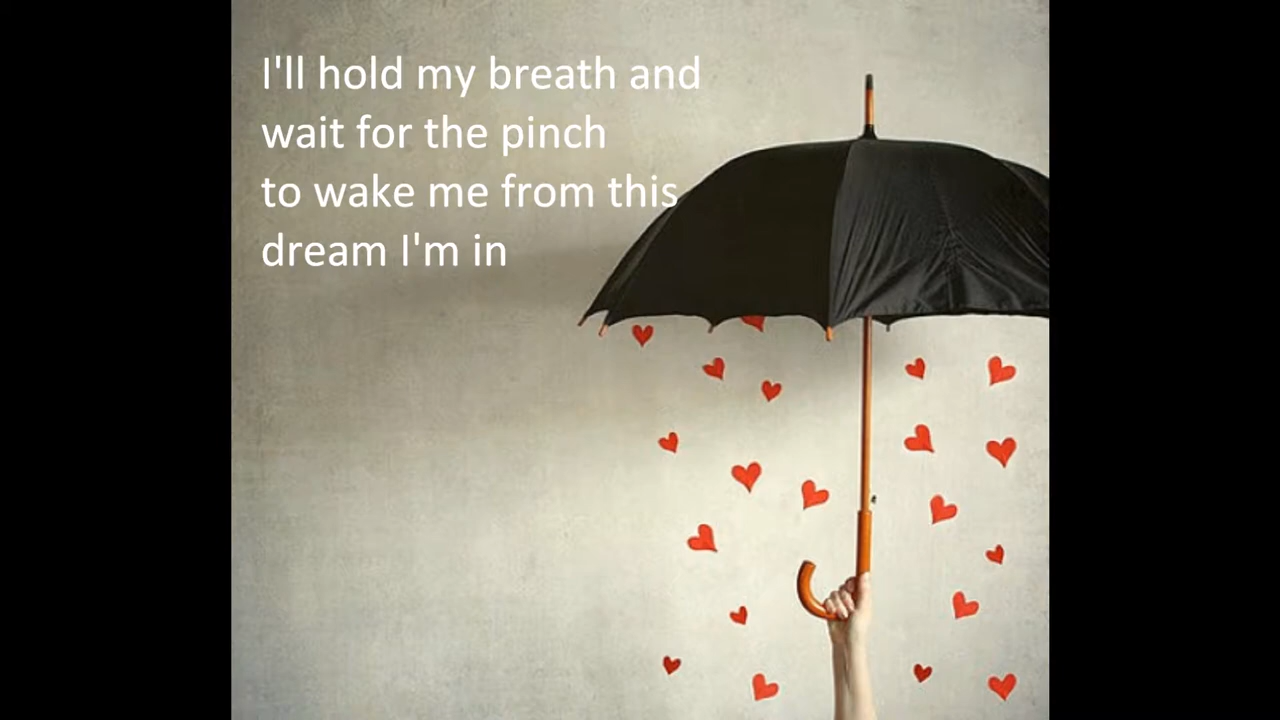 I'll hold my breath and
wait for the pinch
to wake me from this
dream I'm in